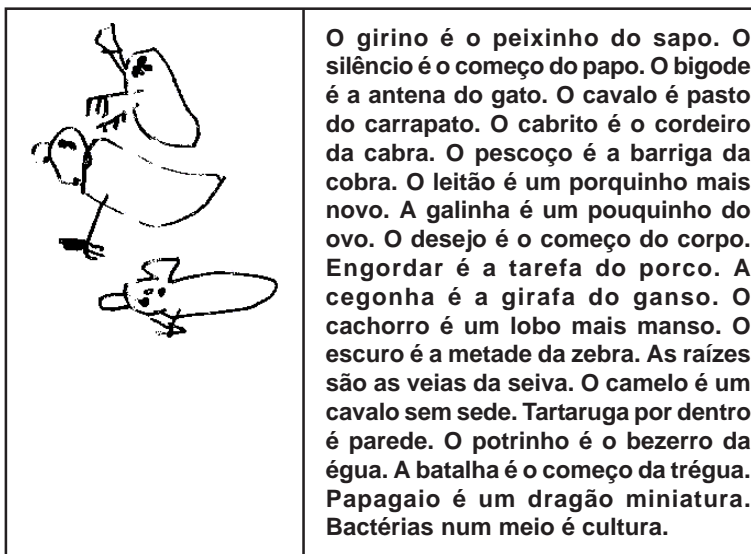 O girino é o peixinho do sapo. O
silêncio é o começo do papo. O bigode
é a antena do gato. O cavalo é pasto
do carrapato. O cabrito é o cordeiro
da cabra. O pescoço é a barriga da
cobra. O leitão é um porquinho mais
novo. A galinha é um pouquinho do
ovo. O desejo é o começo do corpo.
Engordar é a tarefa do porco. A
cegonha é a girafa do ganso. O
cachorro é um lobo mais manso. O
escuro é a metade da zebra. As raízes
são as veias da seiva. O camelo é um
cavalo sem sede. Tartaruga por dentro
é parede. O potrinho é o bezerro da
égua. A batalha é o começo da trégua.
Papagaio é um dragão miniatura.
Bactérias num meio é cultura.